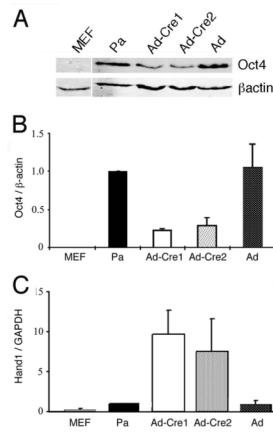 A
MEF Pa Ad-Cre1 Ad-Cre2 Ad
Oct4
βactin
B
Oct4 / β-actin
1.5
1
0.5
0
MEF Pa Ad-Cre1 Ad-Cre2 Ad
C
Hand1 / GAPDH
15
10
5
0
MEF Pa Ad-Cre1 Ad-Cre2 Ad